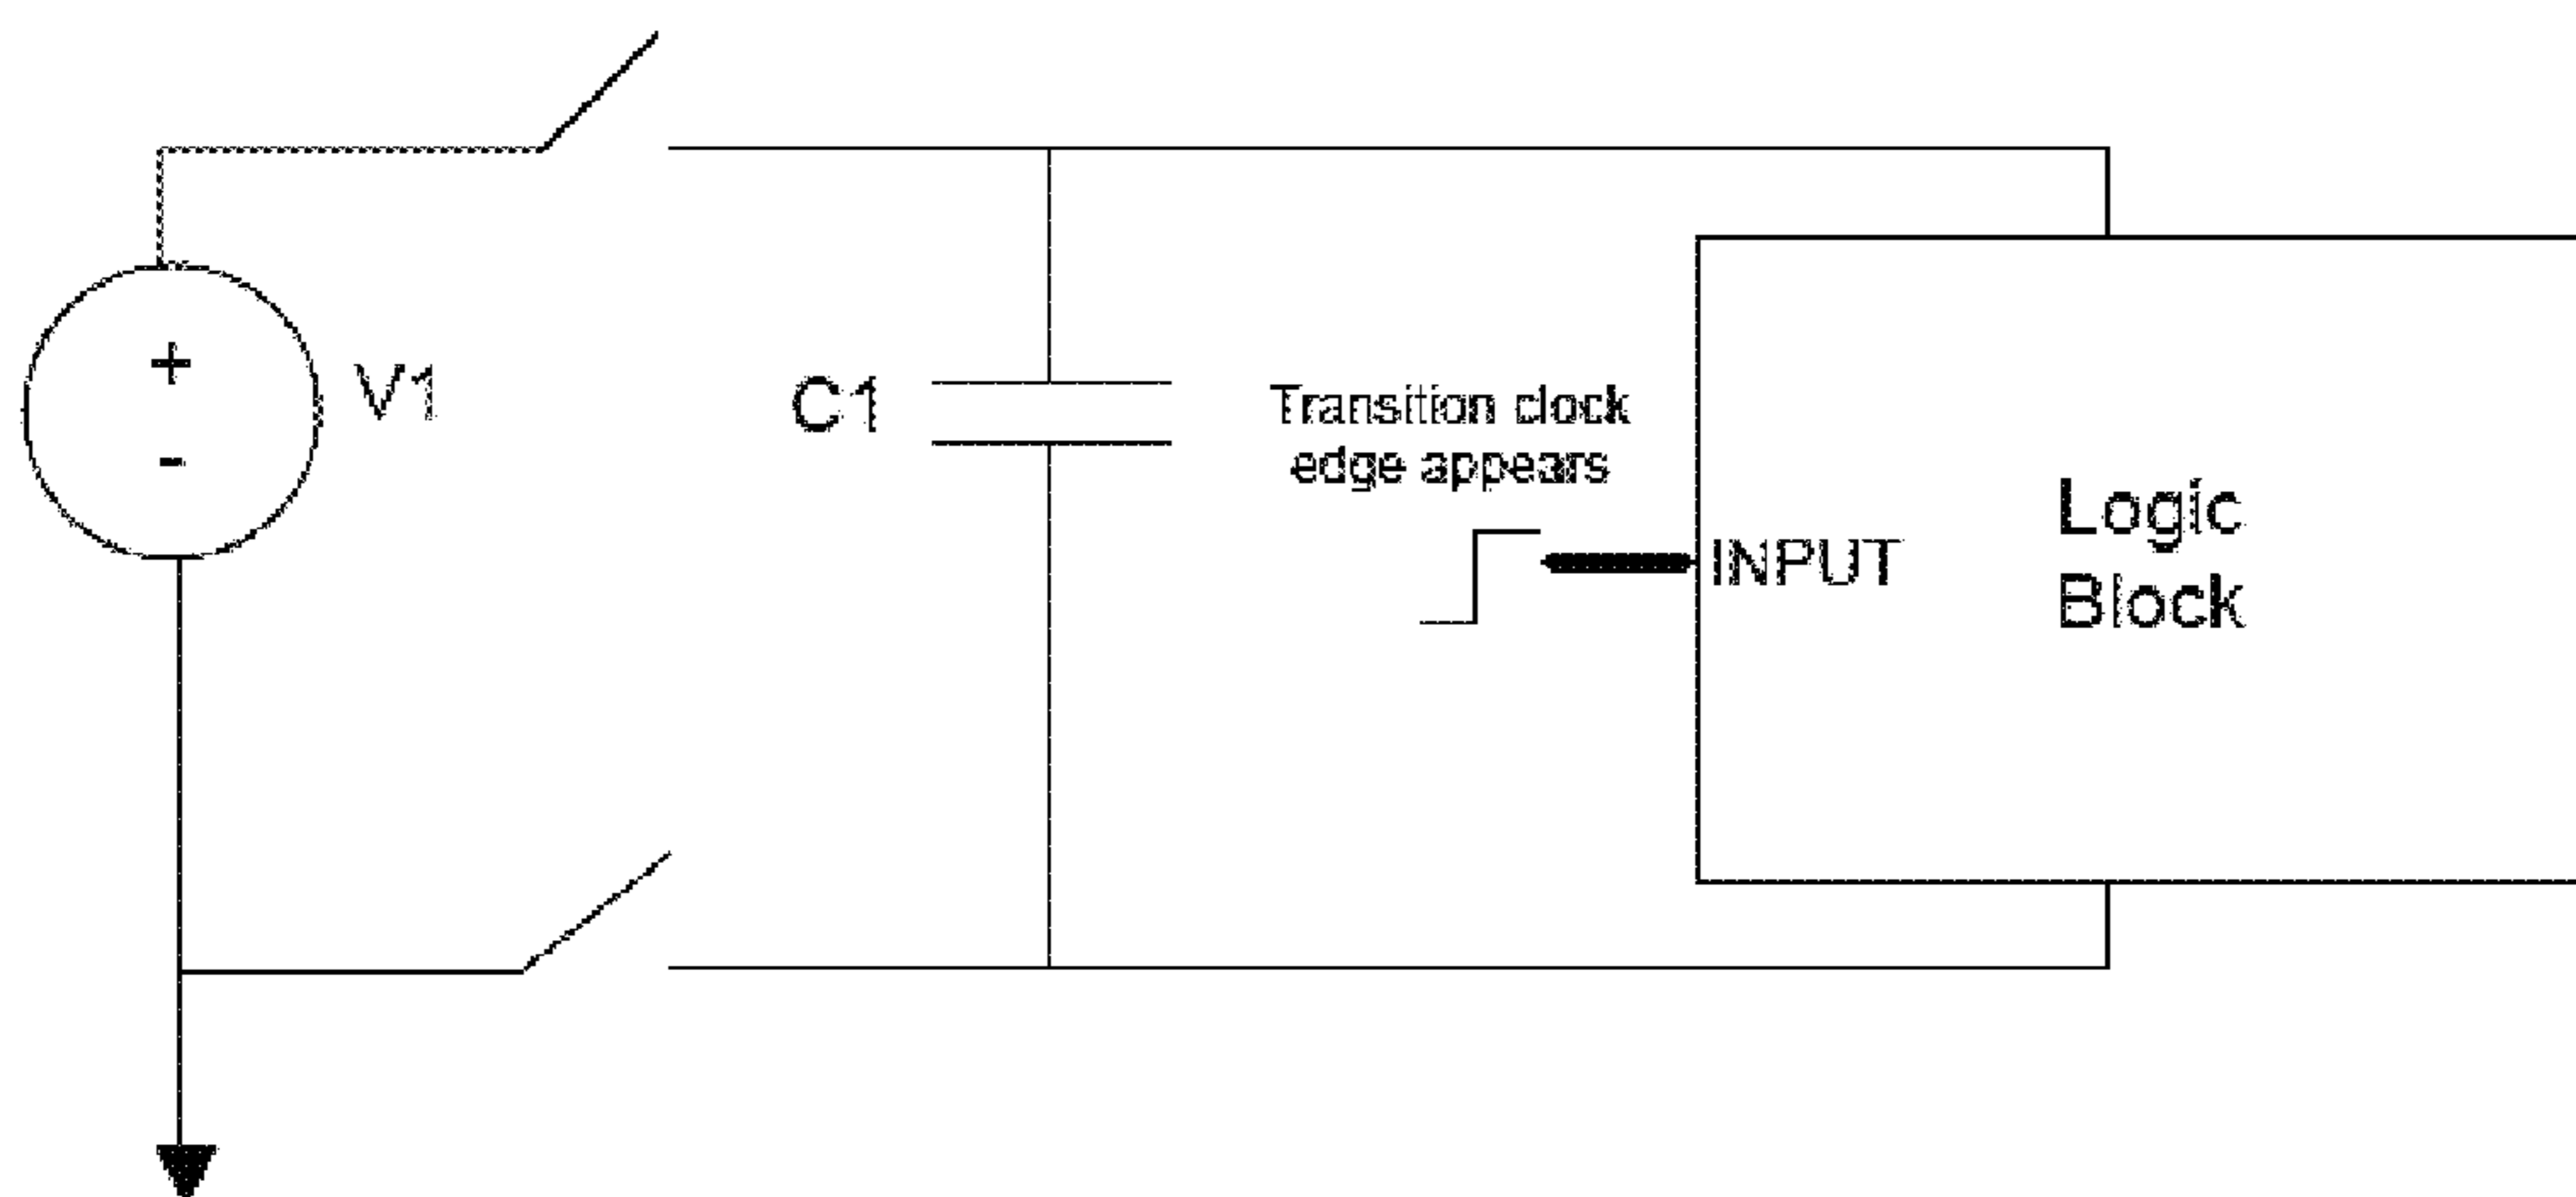 +
-
V1
C1
Transition clock
edge appears
INPUT
Logic
Block